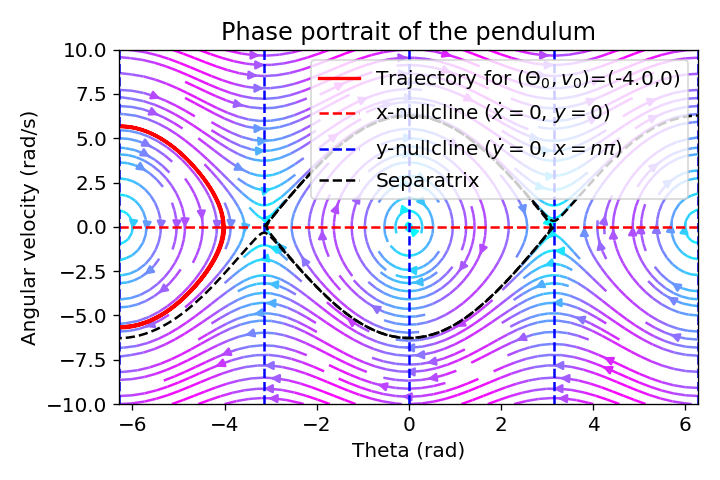 Phase portrait of the pendulum
Trajectory for (Θ₀, v₀)=(-4.0,0)
x-nullcline (ẋ = 0, y = 0)
y-nullcline (ẏ = 0, x = nπ)
Separatrix
10.0
7.5
5.0
2.5
0.0
−2.5
−5.0
−7.5
−10.0
Angular velocity (rad/s)
−6 −4 −2 0 2 4 6
Theta (rad)